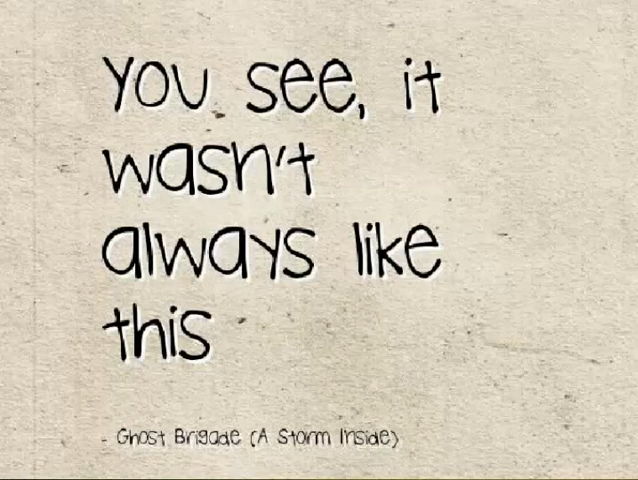 You see, it
wasn't
always like
this
- Ghost Brigade (A Storm Inside)